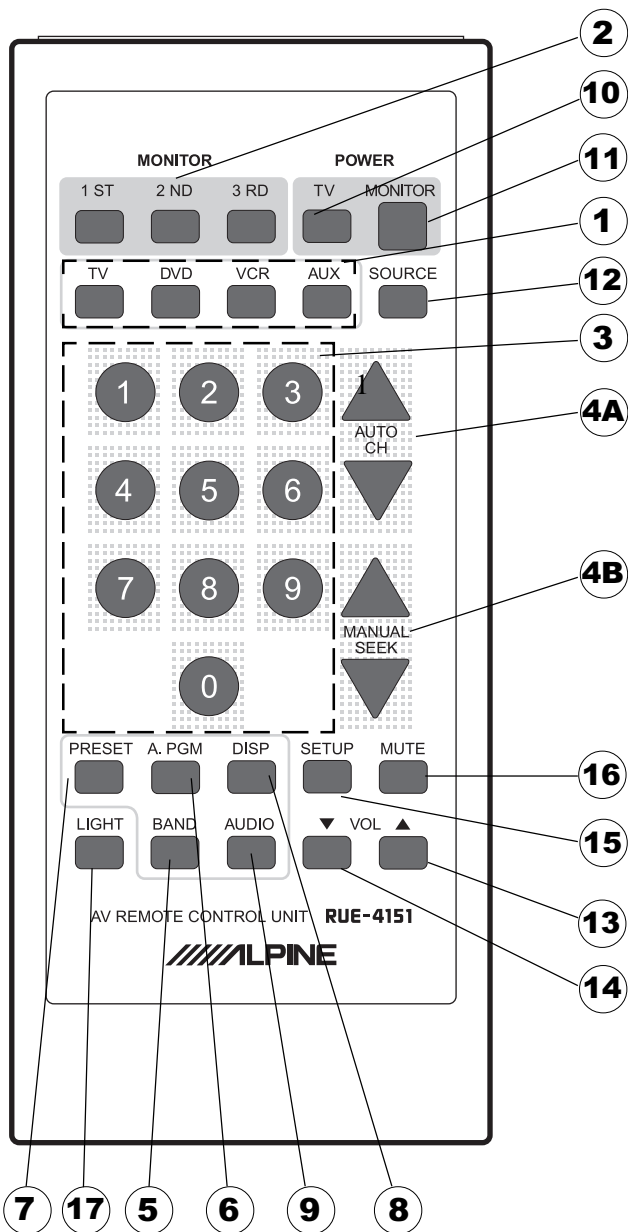 2
10
MONITOR POWER
11
1 ST 2 ND 3 RD TV MONITOR
1
TV DVD VCR AUX SOURCE
12
3
1 2 3 1
4A
AUTO
CH
4 5 6
4B
7 8 9
MANUAL
SEEK
0
PRESET A. PGM DISP SETUP MUTE
16
15
LIGHT BAND AUDIO ▼ VOL ▲
13
AV REMOTE CONTROL UNIT RUE-4151
ALPINE
14
7 17 5 6 9 8